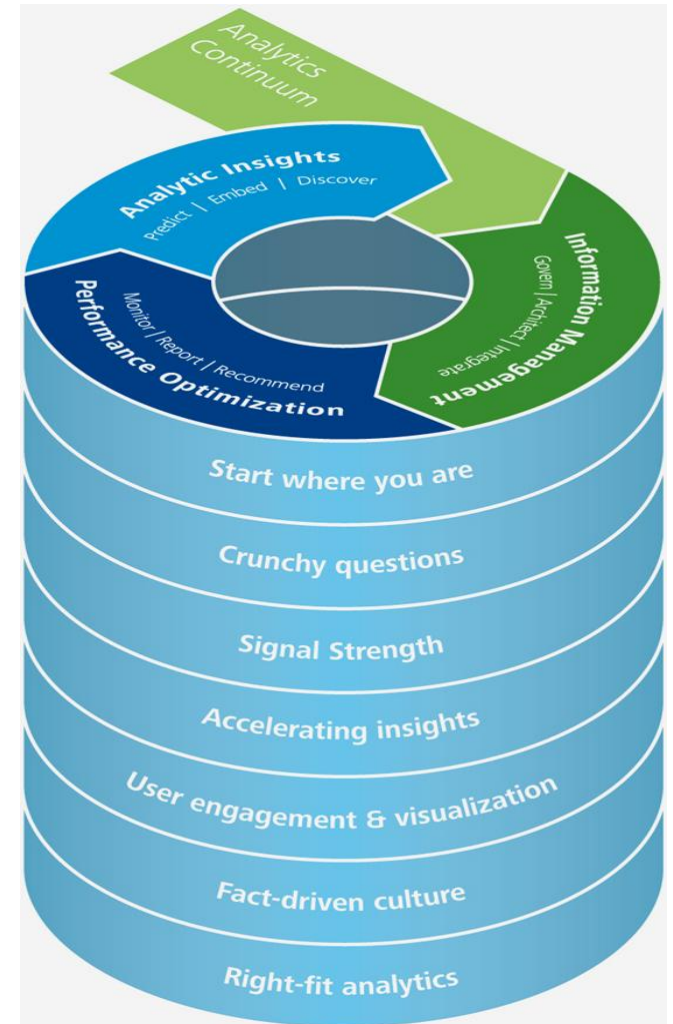 Analytics
Continuum
Analytic Insights
Predict | Embed | Discover
Information Management
Govern | Architect | Integrate
Performance Optimization
Monitor | Report | Recommend
Start where you are
Crunchy questions
Signal Strength
Accelerating insights
User engagement & visualization
Fact-driven culture
Right-fit analytics